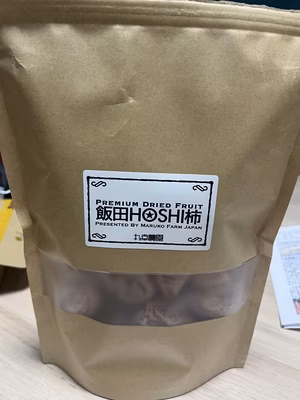 PREMIUM DRIED FRUIT
飯田HOSHI柿
PRESENTED BY MARUKO FARM JAPAN